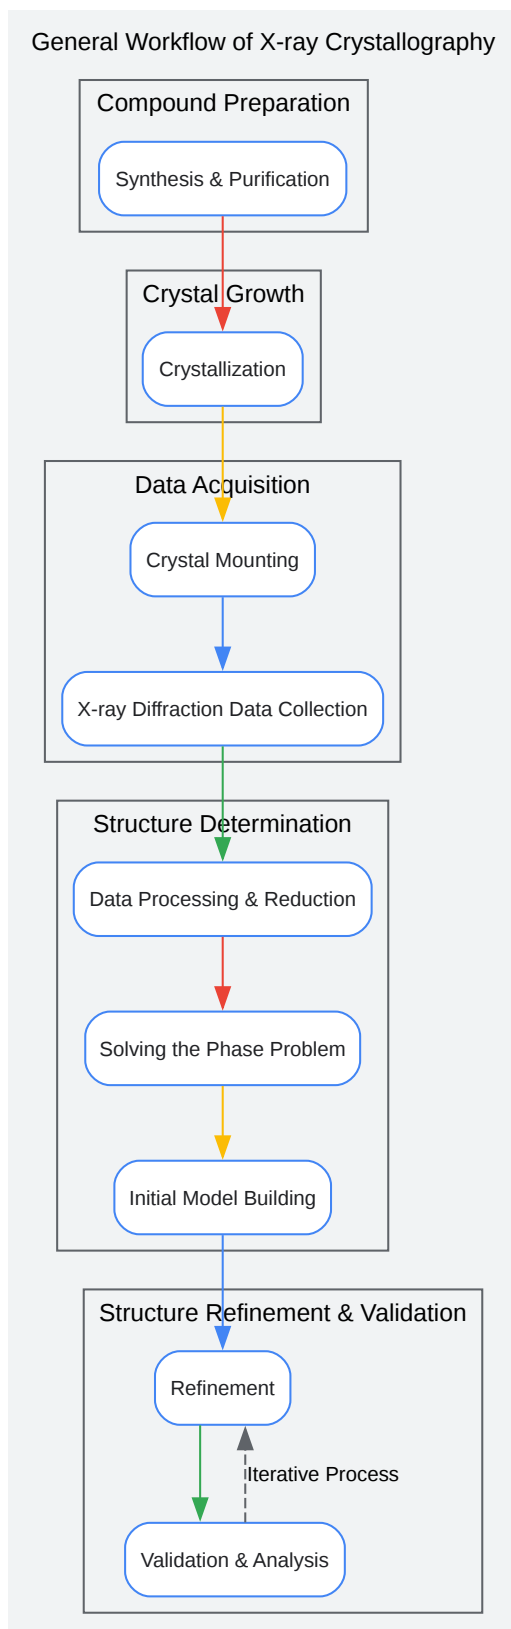 General Workflow of X-ray Crystallography
Compound Preparation
Synthesis & Purification
Crystal Growth
Crystallization
Data Acquisition
Crystal Mounting
X-ray Diffraction Data Collection
Structure Determination
Data Processing & Reduction
Solving the Phase Problem
Initial Model Building
Structure Refinement & Validation
Refinement
Iterative Process
Validation & Analysis